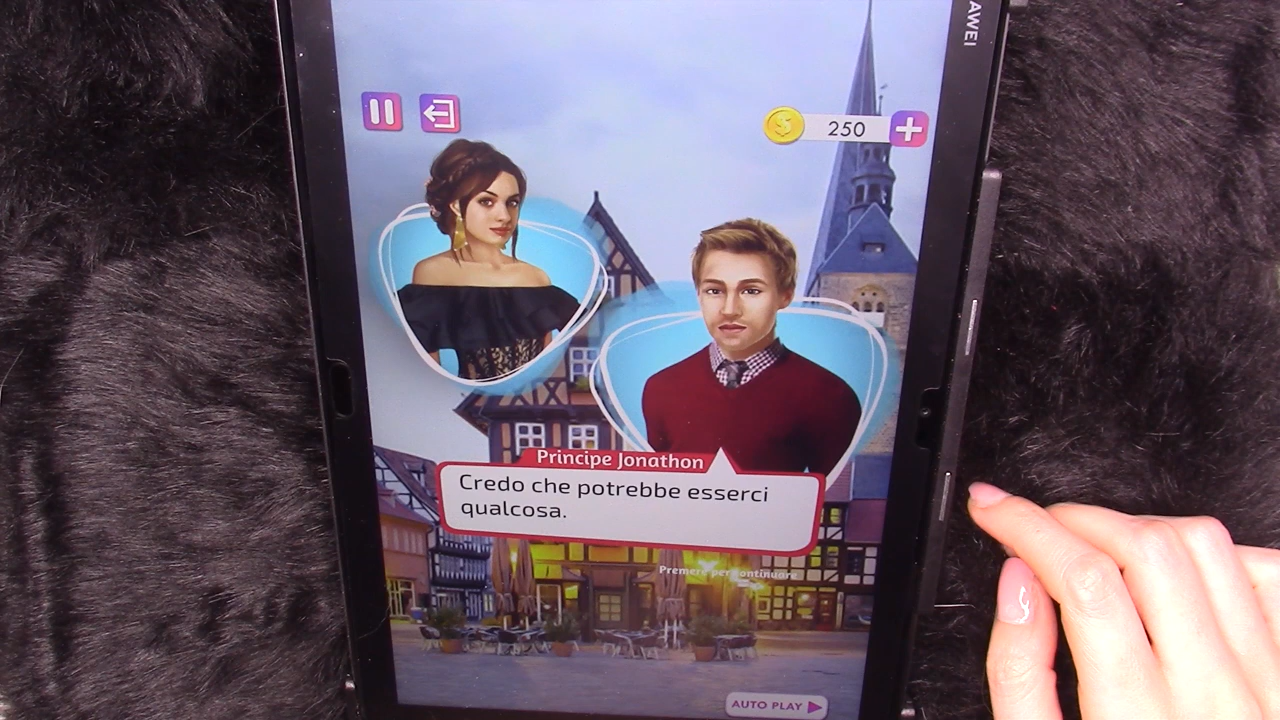 AWEI
250
Principe Jonathon
Credo che potrebbe esserci
qualcosa.
Premere per continuare
AUTO PLAY